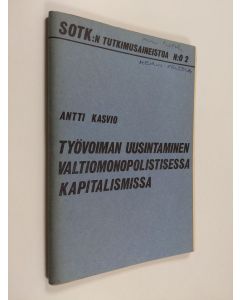 SOTK:N TUTKIMUSAINEISTOA N:O 2
ANTTI KASVIO
TYÖVOIMAN UUSINTAMINEN
VALTIOMONOPOLISTISESSA
KAPITALISMISSA